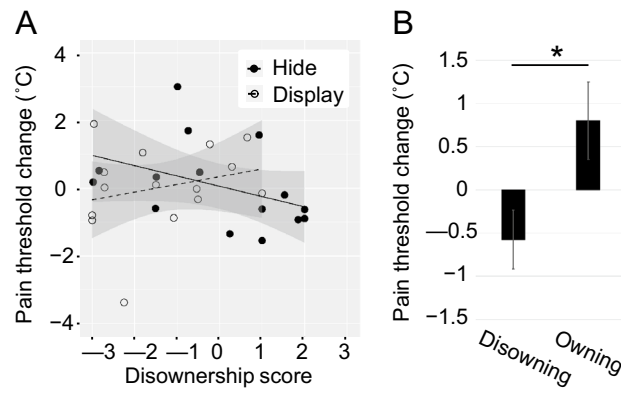 A
Pain threshold change (˚C)
4
2
0
−2
−4
Hide
Display
—3
—2
—1
0
1
2
3
Disownership score
B
Pain threshold change (˚C)
*
1.5
1
0.5
0
—0.5
−1
−1.5
Disowning
Owning